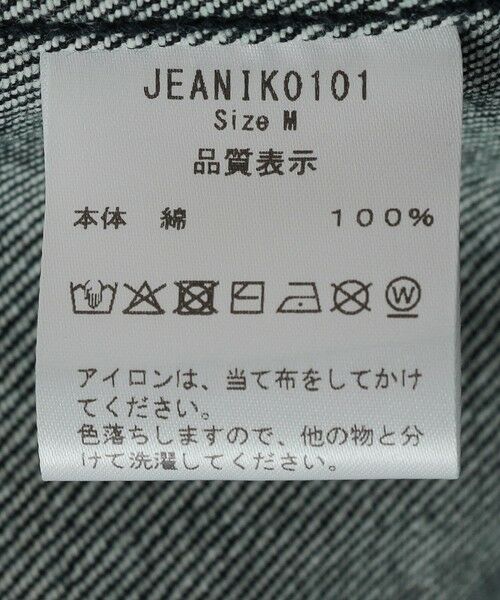 JEANIKO101
Size M
品質表示
本体 綿 100%
W
アイロンは、当て布をしてかけ
てください。
色落ちしますので、他の物と分
けて洗濯してください。